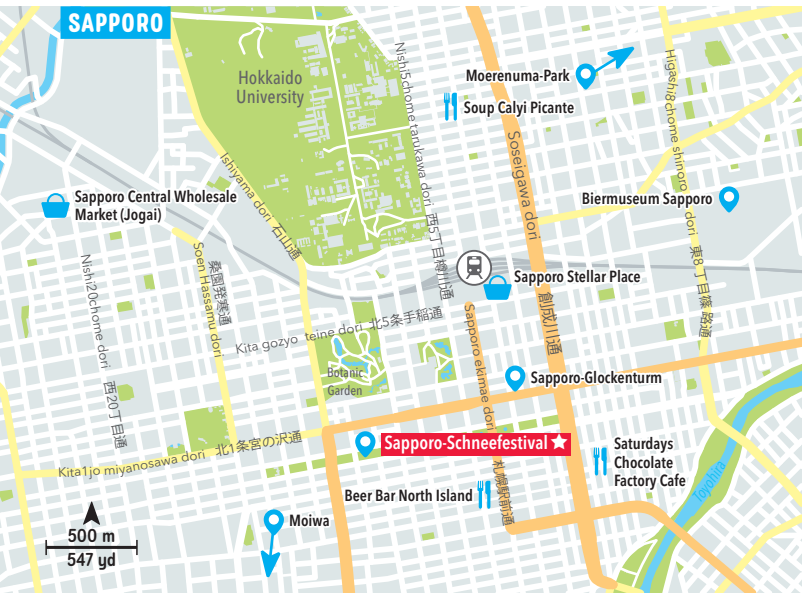 SAPPORO
Hokkaido
University
Nishi5chome tarukawa dori 西5丁目樽川通
Moerenuma-Park
Soup Calyi Picante
Higashi8chome shinoro dori 東8丁目篠路通
Ishiyama dori 石山通
Soseigawa dori 創成川通
Sapporo Central Wholesale
Market (Jogai)
Biermuseum Sapporo
Nishi20chome dori 西20丁目通
Soen Hassamu dori
桑園発寒通
Sapporo Stellar Place
Kita gozyo teine dori 北5条手稲通
Sapporo ekimae dori 札幌駅前通
Botanic
Garden
Sapporo-Glockenturm
Sapporo-Schneefestival
Kita1jo miyanosawa dori 北1条宮の沢通
Saturdays
Chocolate
Factory Cafe
Toyohira
Beer Bar North Island
Moiwa
500 m
547 yd